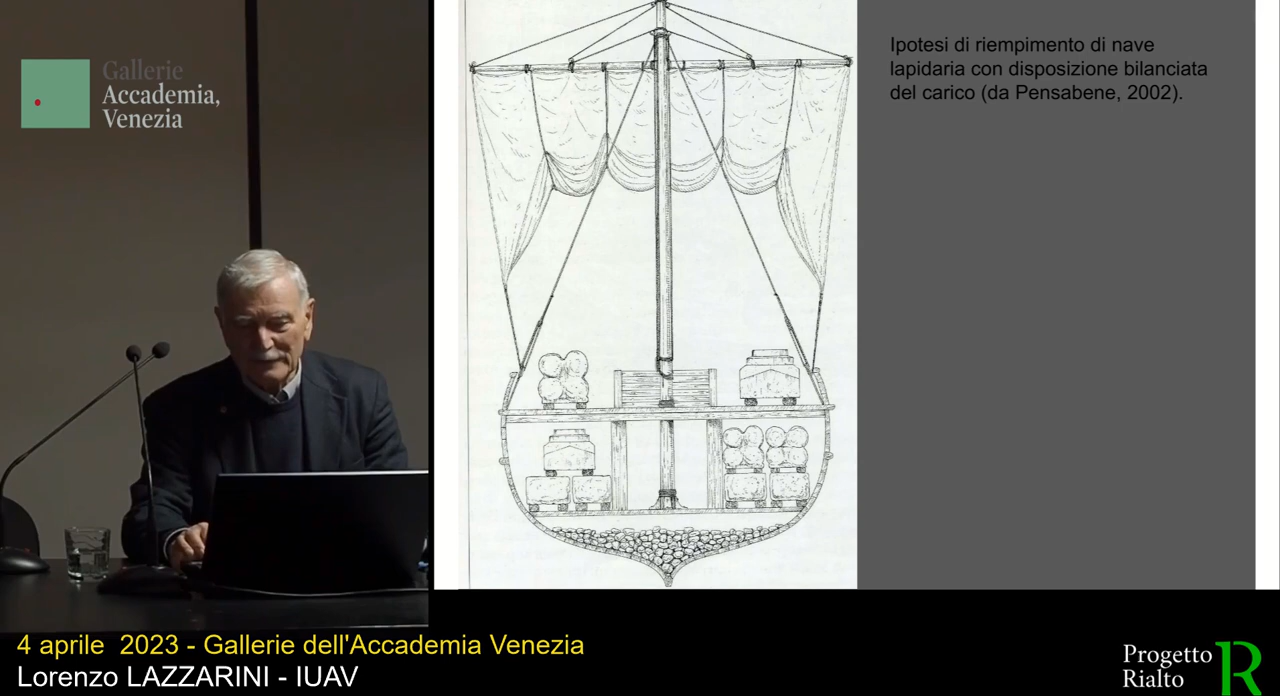 Gallerie
Accademia,
Venezia
Ipotesi di riempimento di nave
lapidaria con disposizione bilanciata
del carico (da Pensabene, 2002).
4 aprile 2023 - Gallerie dell'Accademia Venezia
Lorenzo LAZZARINI - IUAV
Progetto
Rialto
R